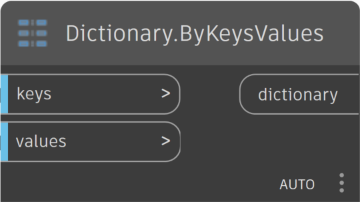 Dictionary.ByKeysValues
keys >
dictionary
values >
AUTO